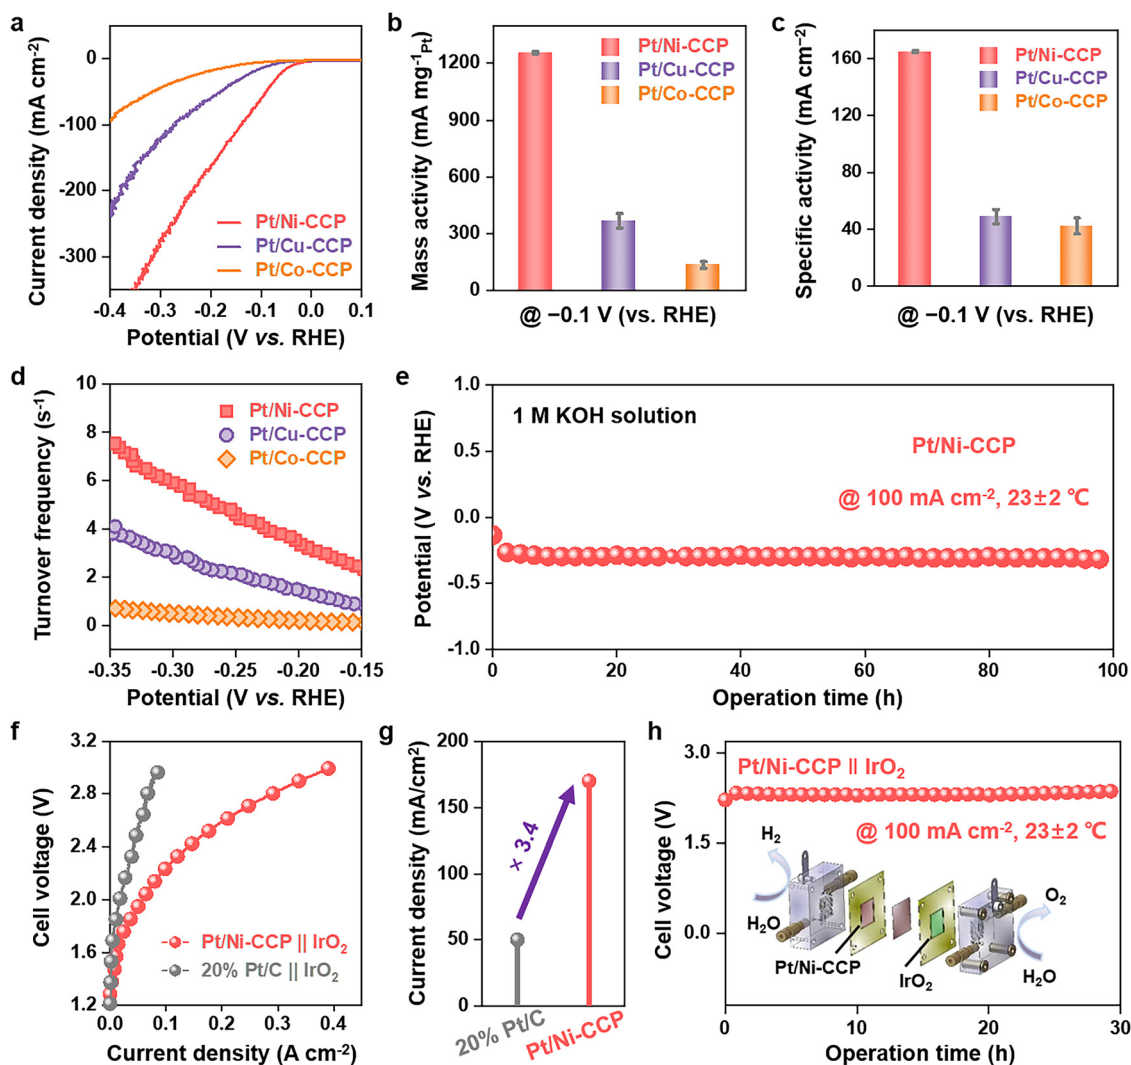 a
Current density (mA cm⁻²)
0
-100
-200
-300
Pt/Ni-CCP
Pt/Cu-CCP
Pt/Co-CCP
-0.4 -0.3 -0.2 -0.1 0.0 0.1
Potential (V vs. RHE)
b
Mass activity (mA mg⁻¹Pt)
1200
900
600
300
0
Pt/Ni-CCP
Pt/Cu-CCP
Pt/Co-CCP
@ −0.1 V (vs. RHE)
c
Specific activity (mA cm⁻²)
160
120
80
40
0
Pt/Ni-CCP
Pt/Cu-CCP
Pt/Co-CCP
@ −0.1 V (vs. RHE)
d
Turnover frequency (s⁻¹)
10
8
6
4
2
0
Pt/Ni-CCP
Pt/Cu-CCP
Pt/Co-CCP
-0.35 -0.30 -0.25 -0.20 -0.15
Potential (V vs. RHE)
e
Potential (V vs. RHE)
1.0
0.5
0.0
-0.5
-1.0
1 M KOH solution
Pt/Ni-CCP
@ 100 mA cm⁻², 23±2 ℃
0 20 40 60 80 100
Operation time (h)
f
Cell voltage (V)
3.2
2.8
2.4
2.0
1.6
1.2
Pt/Ni-CCP || IrO₂
20% Pt/C || IrO₂
0.0 0.1 0.2 0.3 0.4
Current density (A cm⁻²)
g
Current density (mA/cm²)
200
150
100
50
0
× 3.4
20% Pt/C
Pt/Ni-CCP
h
Cell voltage (V)
3.0
1.5
0.0
Pt/Ni-CCP || IrO₂
@ 100 mA cm⁻², 23±2 ℃
H₂
H₂O
Pt/Ni-CCP
IrO₂
O₂
H₂O
0 10 20 30
Operation time (h)